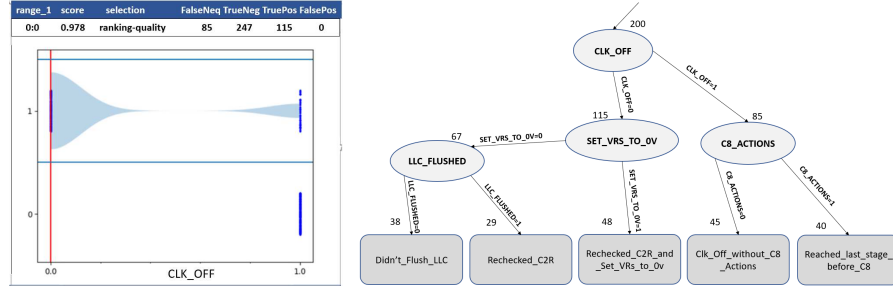 range_1 score selection FalseNeq TrueNeg TruePos FalsePos
0:0 0.978 ranking-quality 85 247 115 0
1
0
0.0 1.0
CLK_OFF
200
CLK_OFF
CLK_OFF=0
CLK_OFF=1
115
85
SET_VRS_TO_0V
C8_ACTIONS
SET_VRS_TO_0V=0
67
LLC_FLUSHED
LLC_FLUSHED=0
LLC_FLUSHED=1
SET_VRS_TO_0V=1
C8_ACTIONS=0
C8_ACTIONS=1
38
29
48
45
40
Didn't_Flush_LLC
Rechecked_C2R
Rechecked_C2R_and
_Set_VRs_to_0v
Clk_Off_without_C8
_Actions
Reached_last_stage_
before_C8